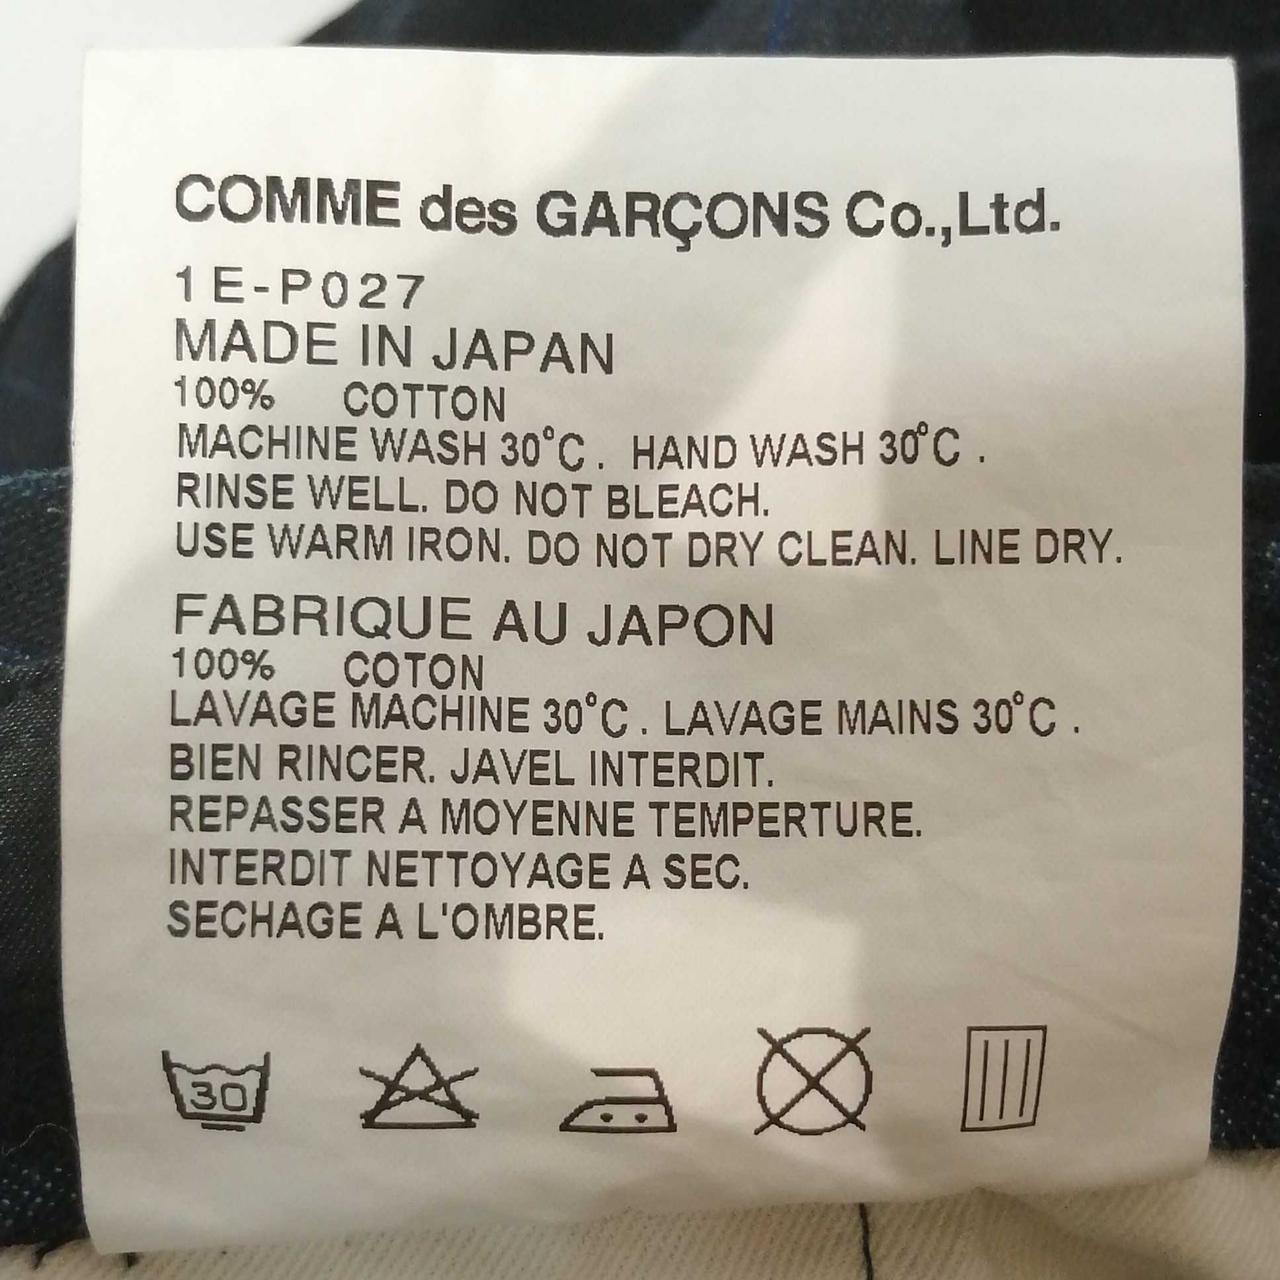 COMME des GARÇONS Co.,Ltd.
1E-P027
MADE IN JAPAN
100% COTTON
MACHINE WASH 30°C. HAND WASH 30°C.
RINSE WELL. DO NOT BLEACH.
USE WARM IRON. DO NOT DRY CLEAN. LINE DRY.
FABRIQUE AU JAPON
100% COTON
LAVAGE MACHINE 30°C. LAVAGE MAINS 30°C.
BIEN RINCER. JAVEL INTERDIT.
REPASSER A MOYENNE TEMPERTURE.
INTERDIT NETTOYAGE A SEC.
SECHAGE A L'OMBRE.
30